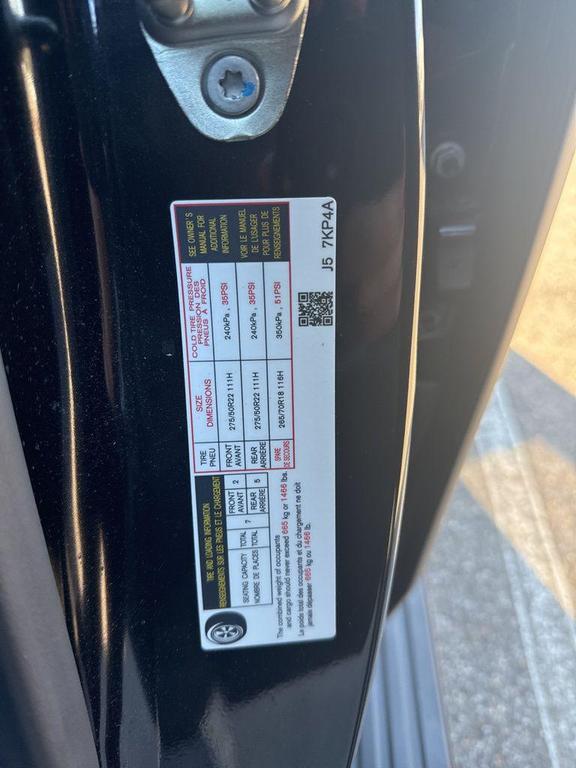 TIRE AND LOADING INFORMATION
RENSEIGNEMENTS SUR LES PNEUS ET LE CHARGEMENT
SEATING CAPACITY TOTAL 7 FRONT 2
AVANT
NOMBRE DE PLACES TOTAL REAR 5
ARRIÈRE
The combined weight of occupants
and cargo should never exceed 665 kg or 1466 lbs.
Le poids total des occupants et du chargement ne doit
jamais dépasser 665 kg ou 1466 lb.
TIRE
PNEU
SIZE
DIMENSIONS
COLD TIRE PRESSURE
PRESSION DES
PNEUS À FROID
SEE OWNER'S
MANUAL FOR
ADDITIONAL
INFORMATION
FRONT
AVANT
275/50R22 111H
240kPa , 35PSI
REAR
ARRIÈRE
275/50R22 111H
240kPa , 35PSI
VOIR LE MANUEL
DE L'USAGER
POUR PLUS DE
RENSEIGNEMENTS
SPARE
DE SECOURS
265/70R18 116H
350kPa , 51PSI
J5 7KP4A